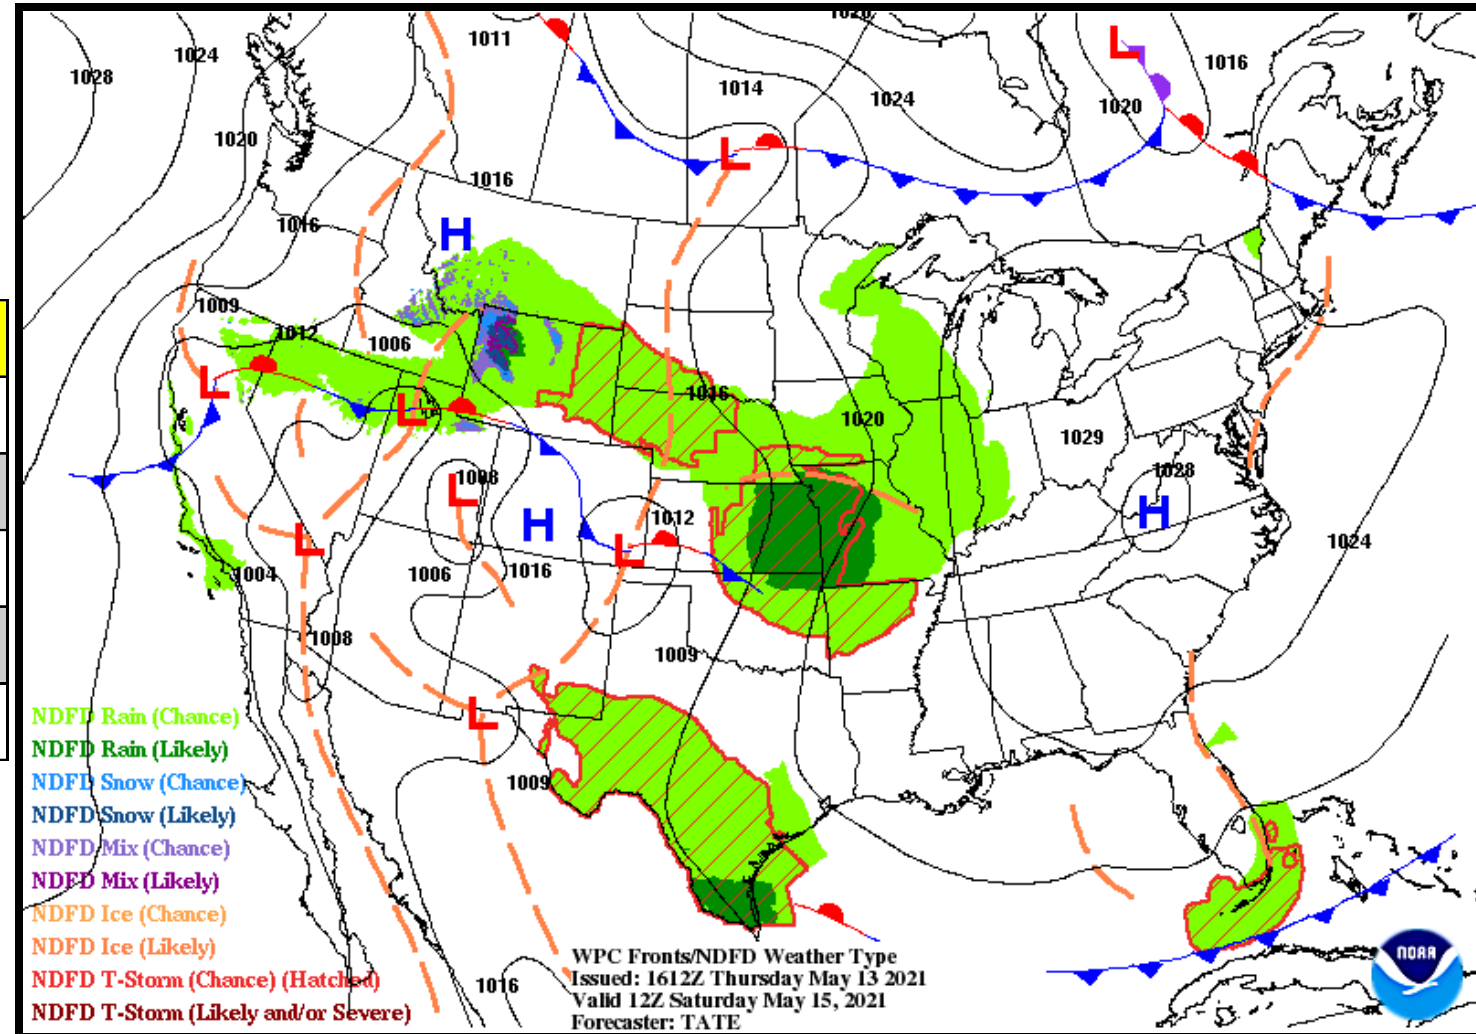 1028
1011
1024
1016
1028
1014
1024
1020
L
1020
L
1016
1016
H
1009
1012
1006
L
L
1016
1020
1029
1008
L
1028
H
H
1012
1024
L
L
1004
1006
1016
1008
1009
L
1009
NDFD Rain (Chance)
NDFD Rain (Likely)
NDFD Snow (Chance)
NDFD Snow (Likely)
NDFD Mix (Chance)
NDFD Mix (Likely)
NDFD Ice (Chance)
NDFD Ice (Likely)
NDFD T-Storm (Chance) (Hatched)
NDFD T-Storm (Likely and/or Severe)
1016
WPC Fronts/NDFD Weather Type
Issued: 1612Z Thursday May 13 2021
Valid 12Z Saturday May 15, 2021
Forecaster: TATE
NOAA